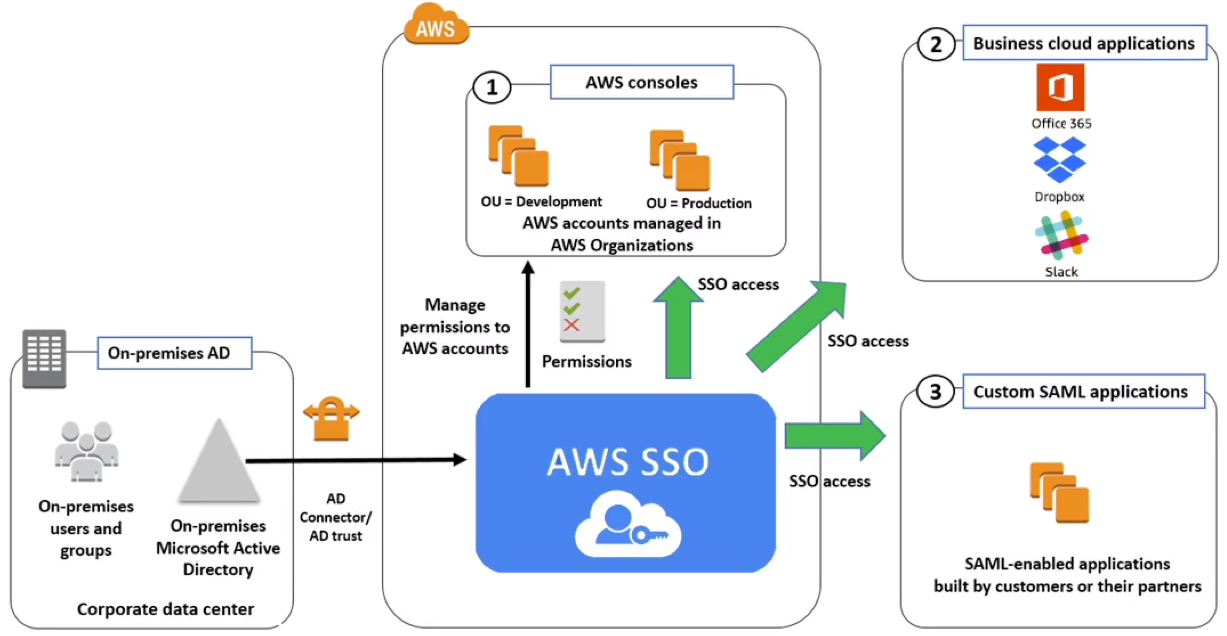 AWS
1
AWS consoles
OU = Development
OU = Production
AWS accounts managed in
AWS Organizations
2
Business cloud applications
Office 365
Dropbox
Slack
Manage
permissions to
AWS accounts
Permissions
SSO access
SSO access
On-premises AD
On-premises
users and
groups
On-premises
Microsoft Active
Directory
Corporate data center
AD
Connector/
AD trust
AWS SSO
SSO access
3
Custom SAML applications
SAML-enabled applications
built by customers or their partners